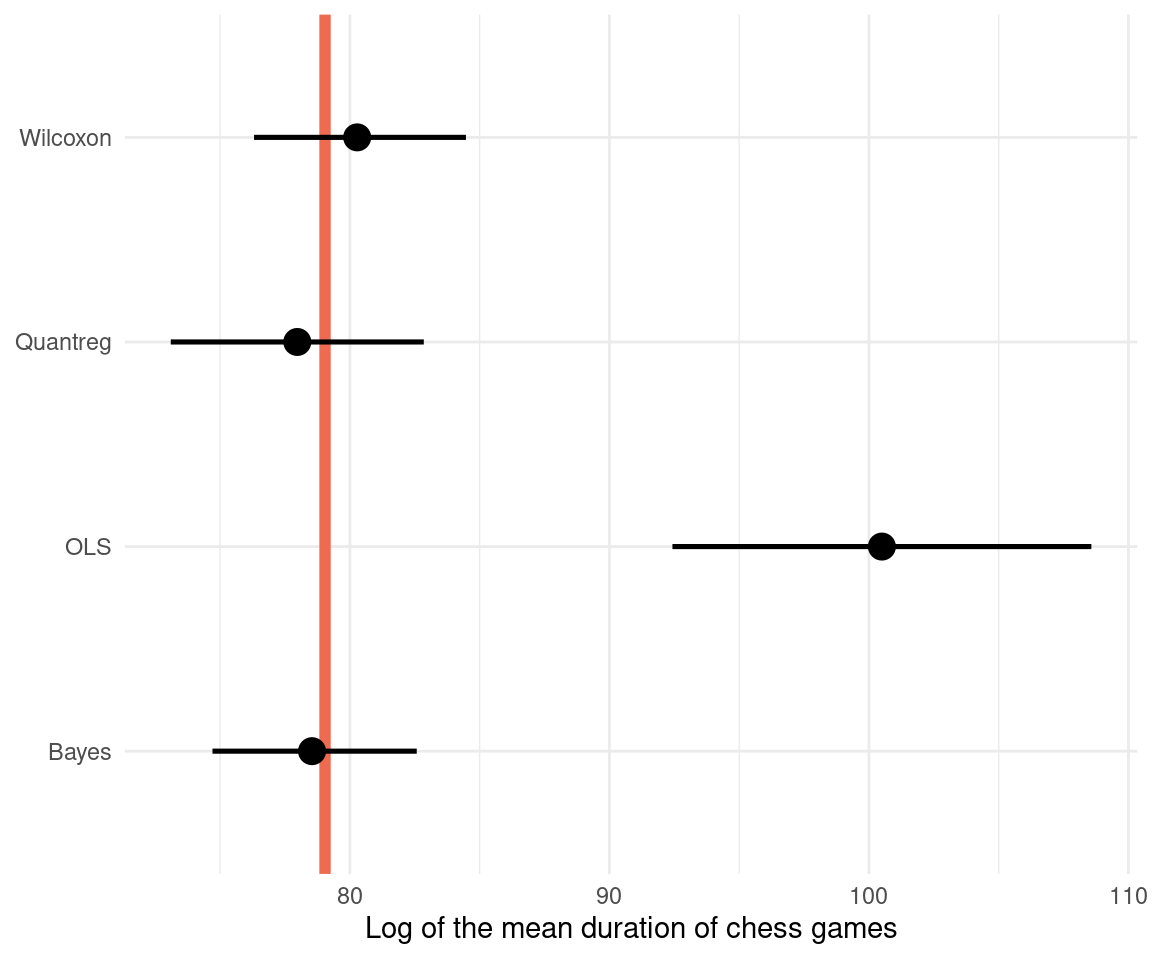 Wilcoxon
Quantreg
OLS
Bayes
80 90 100 110
Log of the mean duration of chess games